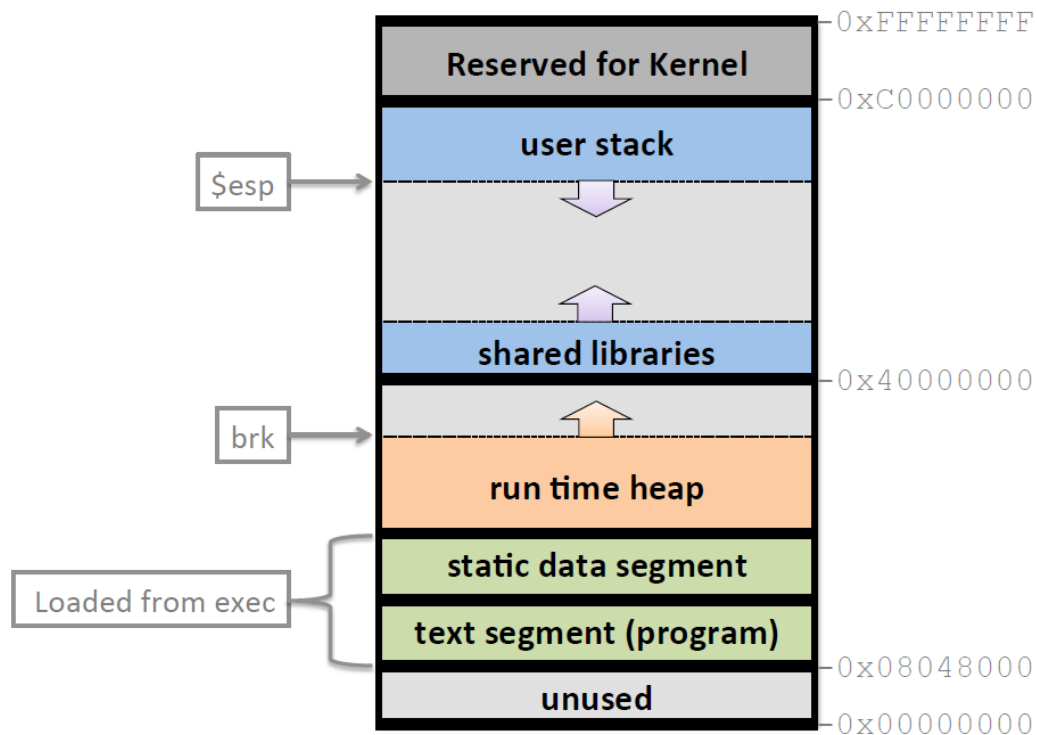 0xFFFFFFFF
Reserved for Kernel
0xC0000000
user stack
$esp
shared libraries
0x40000000
brk
run time heap
static data segment
Loaded from exec
text segment (program)
0x08048000
unused
0x00000000